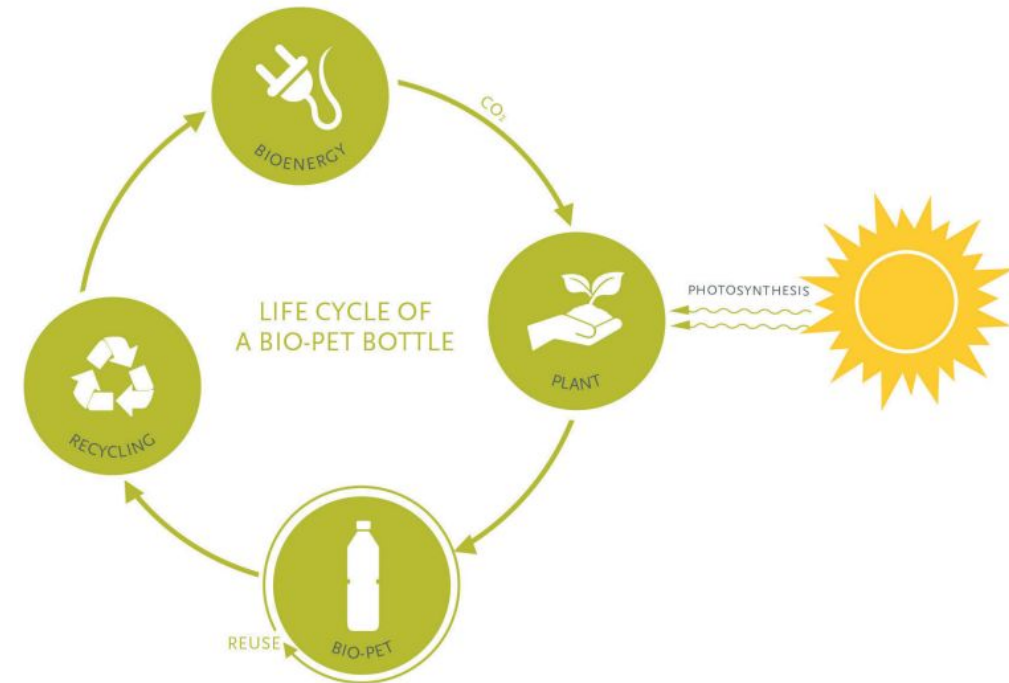 BIOENERGY
CO₂
LIFE CYCLE OF
A BIO-PET BOTTLE
PHOTOSYNTHESIS
PLANT
RECYCLING
REUSE
BIO-PET